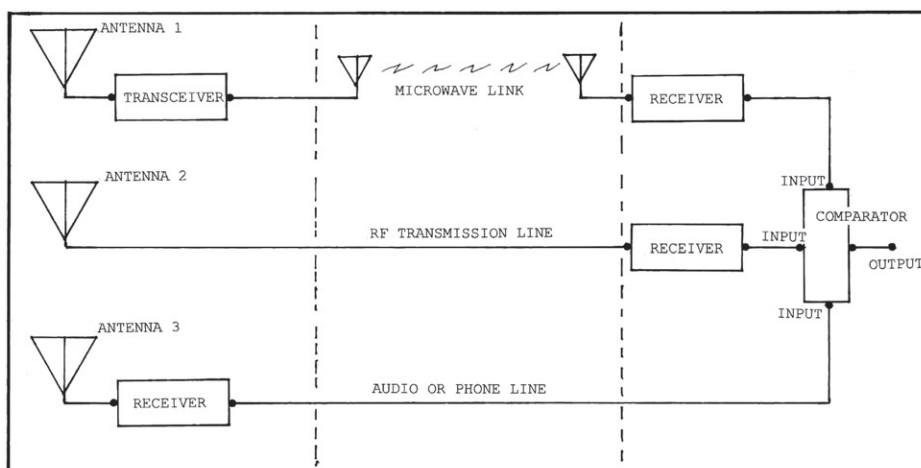 ANTENNA 1
TRANSCEIVER
MICROWAVE LINK
RECEIVER
ANTENNA 2
RF TRANSMISSION LINE
RECEIVER
INPUT
COMPARATOR
INPUT
OUTPUT
INPUT
ANTENNA 3
RECEIVER
AUDIO OR PHONE LINE